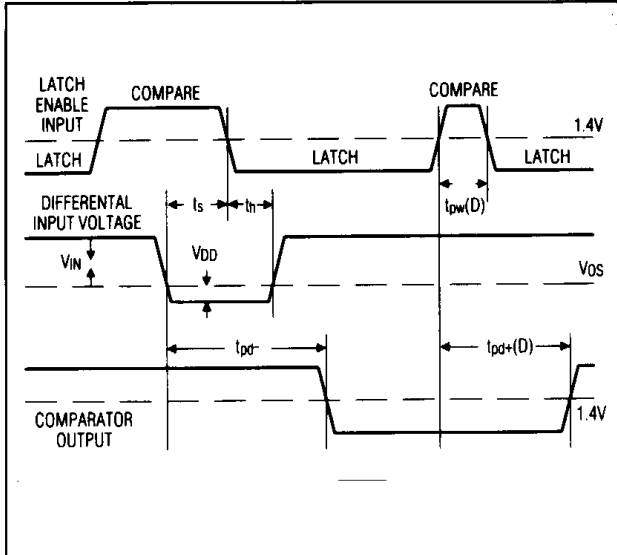 LATCH
ENABLE
INPUT
COMPARE
COMPARE
1.4V
LATCH
LATCH
LATCH
DIFFERENTAL
INPUT VOLTAGE
ts
th
tpw(D)
VIN
VDD
VOS
tpd-
tpd+(D)
COMPARATOR
OUTPUT
1.4V